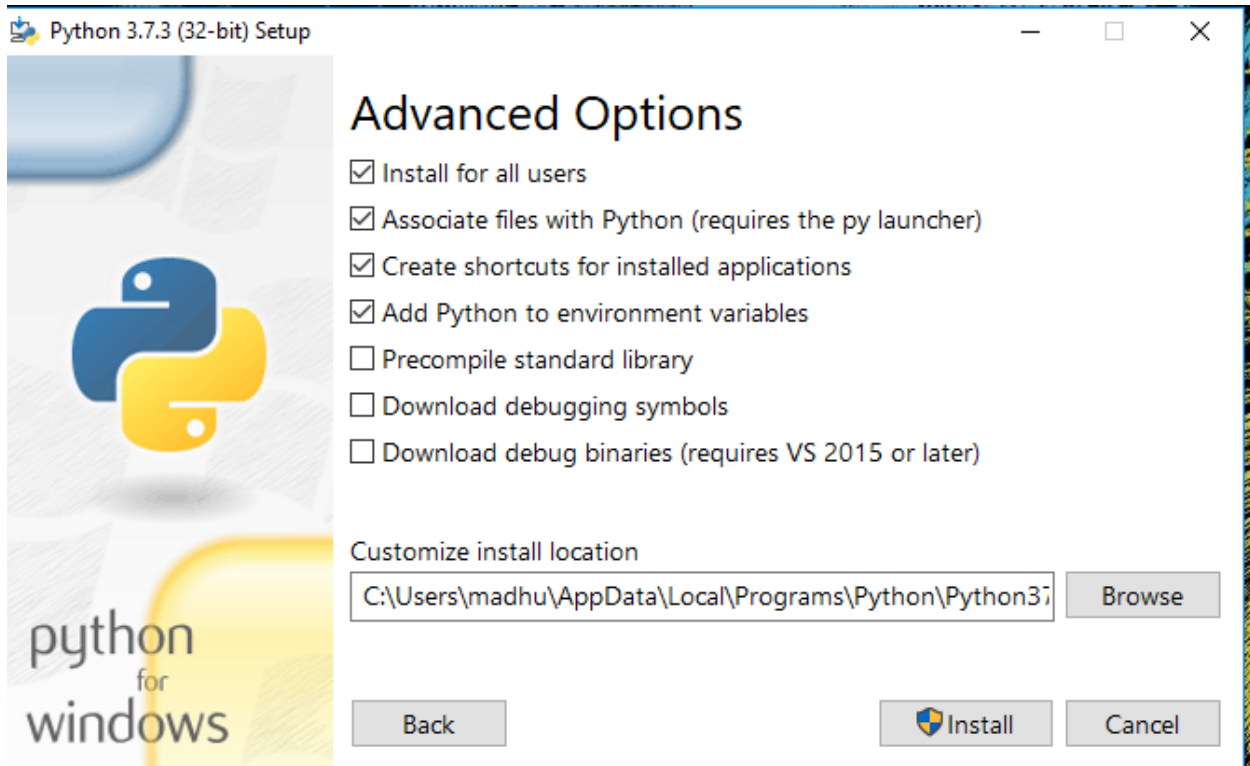 Python 3.7.3 (32-bit) Setup
Advanced Options
Install for all users
Associate files with Python (requires the py launcher)
Create shortcuts for installed applications
Add Python to environment variables
Precompile standard library
Download debugging symbols
Download debug binaries (requires VS 2015 or later)
Customize install location
C:\Users\madhu\AppData\Local\Programs\Python\Python37
Browse
python
for
windows
Back
Install
Cancel